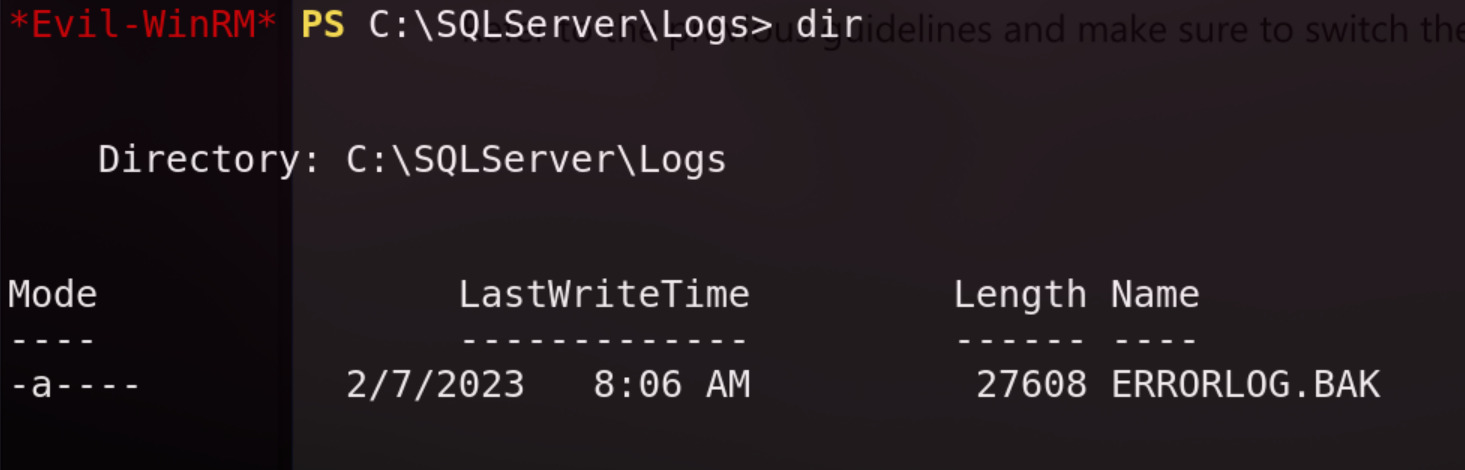 *Evil-WinRM* PS C:\SQLServer\Logs> dir
to the previous guidelines and make sure to switch the
Directory: C:\SQLServer\Logs
Mode LastWriteTime Length Name
---- ------------- ------ ----
-a---- 2/7/2023 8:06 AM 27608 ERRORLOG.BAK